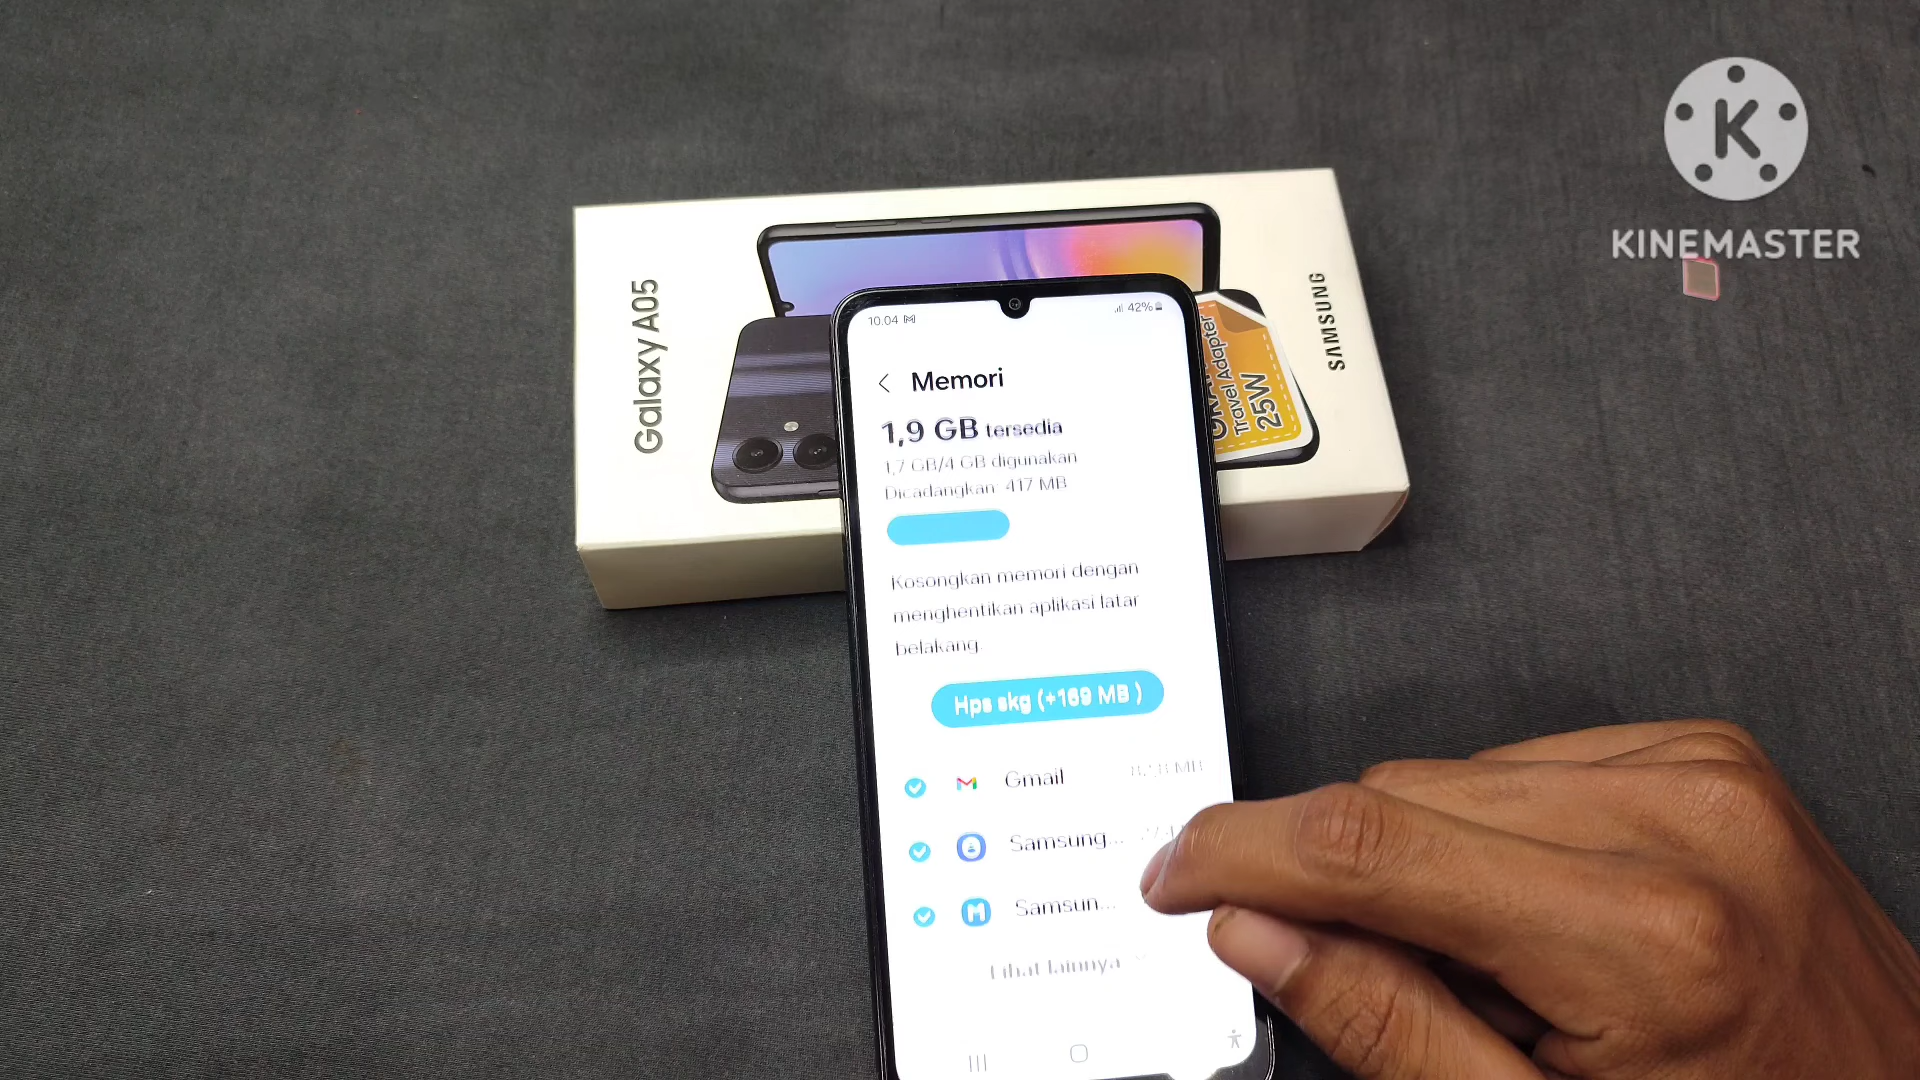 KINEMASTER
Galaxy A05
SAMSUNG
Travel Adapter
25W
10.04
42%
Memori
1,9 GB tersedia
1,7 GB/4 GB digunakan
Dicadangkan: 417 MB
Kosongkan memori dengan
menghentikan aplikasi latar
belakang.
Hps skg (+169 MB )
Gmail
MB
Samsung...
Samsun...
Lihat lainnya